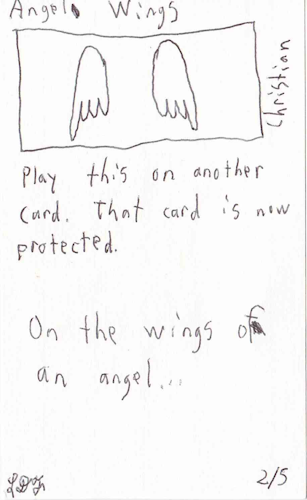 Angel Wings
Christian
Play this on another
card. That card is now
protected.
On the wings of
an angel...
2/5